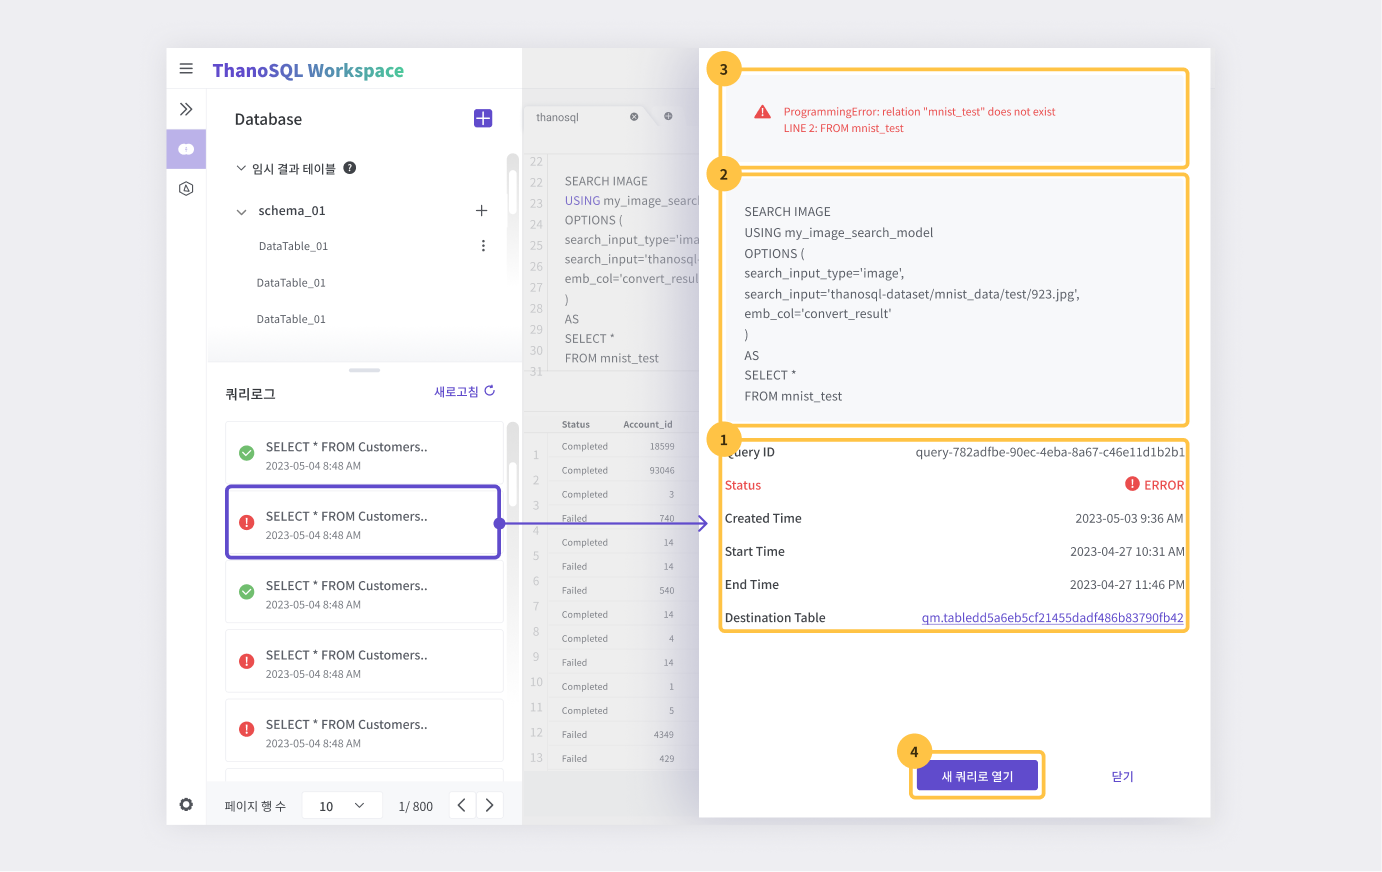 ThanoSQL Workspace
Database
임시 결과 테이블 ?
schema_01
DataTable_01
DataTable_01
DataTable_01
쿼리로그
새로고침
SELECT * FROM Customers..
2023-05-04 8:48 AM
SELECT * FROM Customers..
2023-05-04 8:48 AM
SELECT * FROM Customers..
2023-05-04 8:48 AM
SELECT * FROM Customers..
2023-05-04 8:48 AM
SELECT * FROM Customers..
2023-05-04 8:48 AM
페이지 행 수
10
1/ 800
thanosql
22
22 SEARCH IMAGE
23 USING my_image_searc
24 OPTIONS (
25 search_input_type='ima
26 search_input='thanosql-
27 emb_col='convert_resul
28 )
29 AS
30 SELECT *
31 FROM mnist_test
Status Account_id
1 Completed 18599
2 Completed 93046
3 Completed 3
4 Failed 740
5 Completed 14
6 Failed 14
7 Failed 540
8 Completed 14
9 Completed 4
10 Failed 14
11 Completed 1
12 Completed 5
13 Failed 4349
Failed 429
3
ProgrammingError: relation "mnist_test" does not exist
LINE 2: FROM mnist_test
2
SEARCH IMAGE
USING my_image_search_model
OPTIONS (
search_input_type='image',
search_input='thanosql-dataset/mnist_data/test/923.jpg',
emb_col='convert_result'
)
AS
SELECT *
FROM mnist_test
1
Query ID query-782adfbe-90ec-4eba-8a67-c46e11d1b2b1
Status ! ERROR
Created Time 2023-05-03 9:36 AM
Start Time 2023-04-27 10:31 AM
End Time 2023-04-27 11:46 PM
Destination Table qm.tabledd5a6eb5cf21455dadf486b83790fb42
4
새 쿼리로 열기
닫기